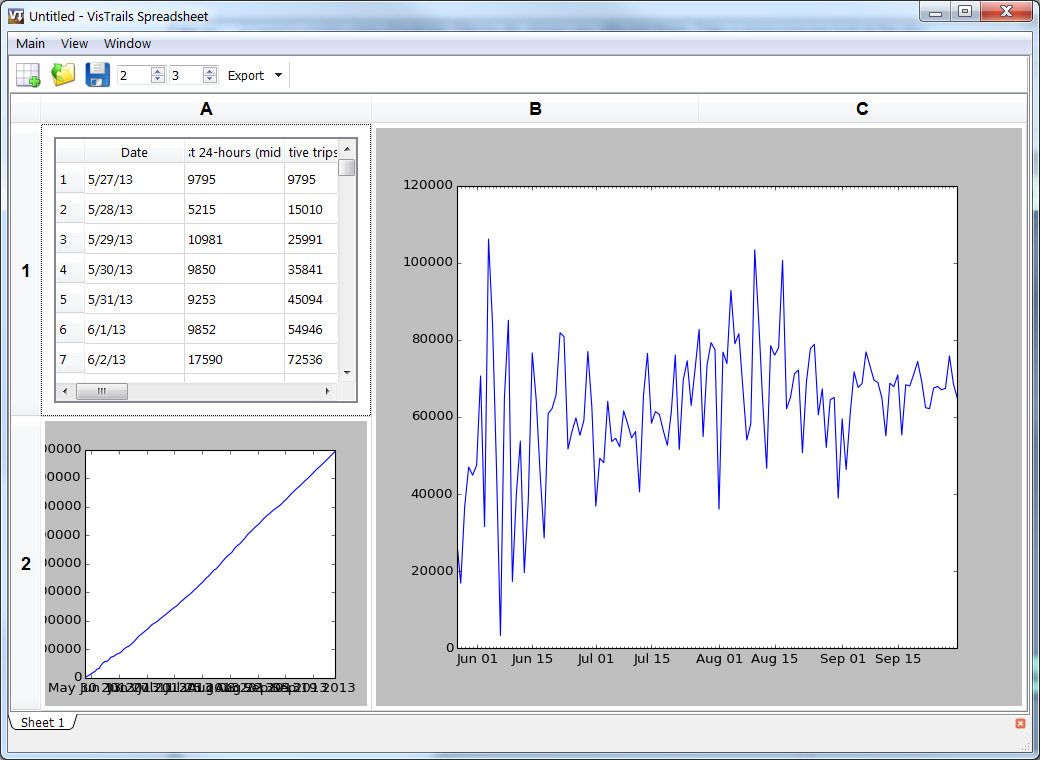 Untitled - VisTrails Spreadsheet
Main View Window
2 3 Export
A B C
1
Date st 24-hours (mid tive trips
1 5/27/13 9795 9795
2 5/28/13 5215 15010
3 5/29/13 10981 25991
4 5/30/13 9850 35841
5 5/31/13 9253 45094
6 6/1/13 9852 54946
7 6/2/13 17590 72536
120000
100000
80000
60000
40000
20000
0
Jun 01 Jun 15 Jul 01 Jul 15 Aug 01 Aug 15 Sep 01 Sep 15
2
00000
00000
00000
00000
00000
00000
00000
00000
0
May 2013
Sheet 1